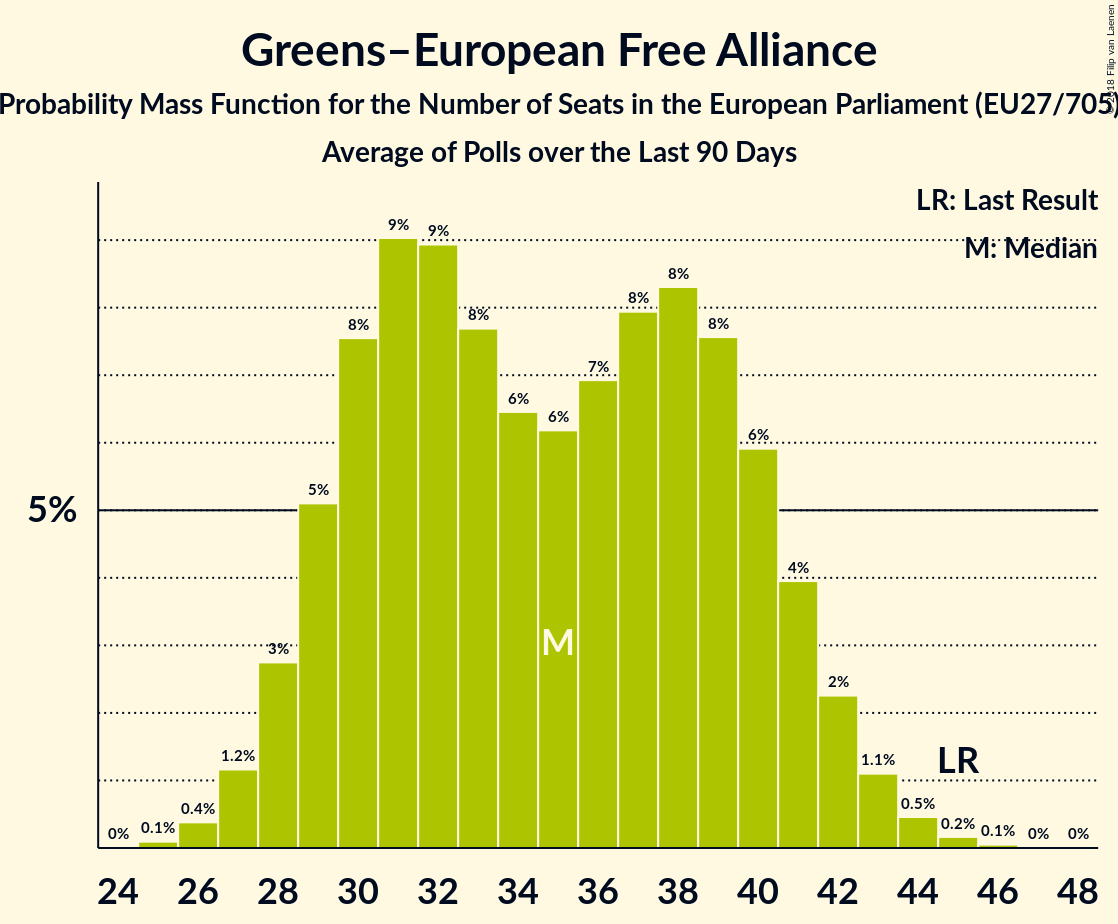 Greens–European Free Alliance
Probability Mass Function for the Number of Seats in the European Parliament (EU27/705)
Average of Polls over the Last 90 Days
© 2018 Filip van Laenen
LR: Last Result
M: Median
9%
9%
8%
8%
8%
8%
8%
7%
6%
6%
6%
5%
5%
4%
M
3%
2%
LR
1.2%
1.1%
0.4%
0.5%
0%
0.1%
0.2%
0.1%
0%
0%
24 26 28 30 32 34 36 38 40 42 44 46 48